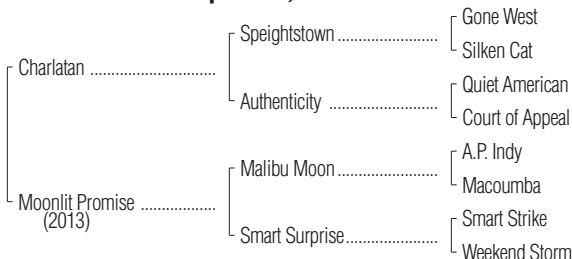 Gone West
Speightstown
Silken Cat
Charlatan
Quiet American
Authenticity
Court of Appeal
A.P. Indy
Malibu Moon
Macoumba
Moonlit Promise
(2013)
Smart Strike
Smart Surprise
Weekend Storm